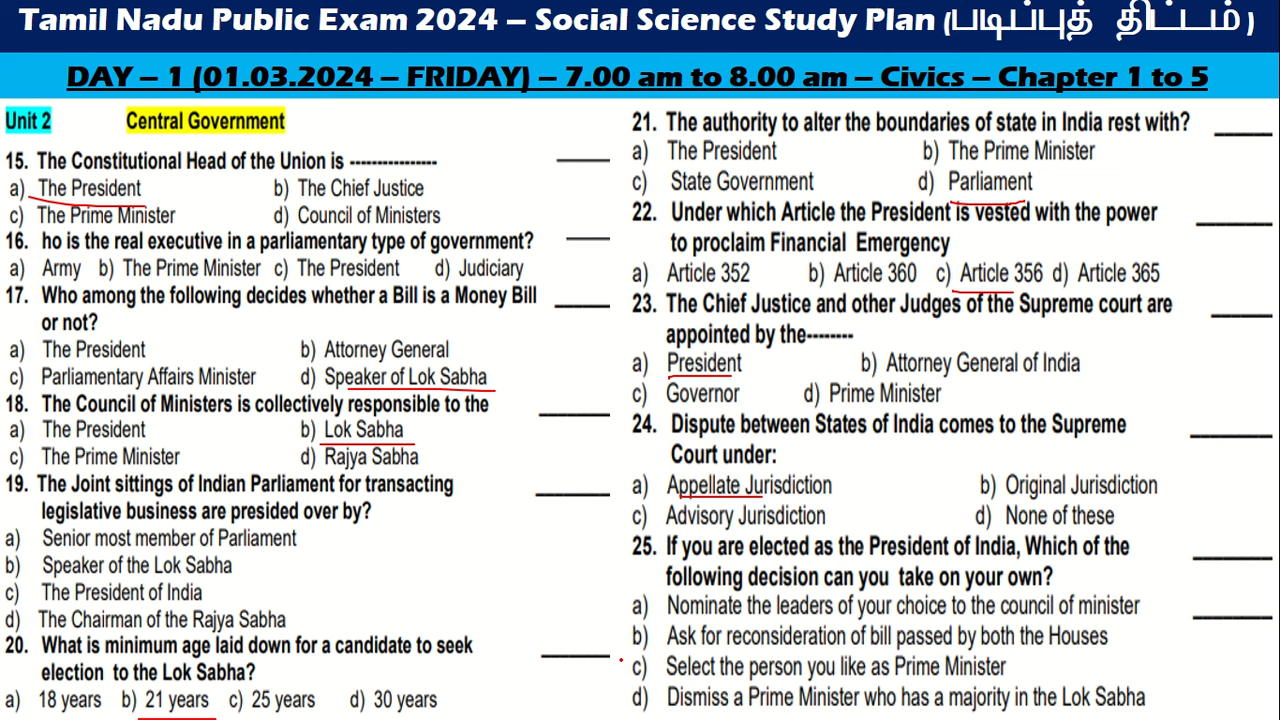 Tamil Nadu Public Exam 2024 – Social Science Study Plan (படிப்புத் திட்டம்)
DAY – 1 (01.03.2024 – FRIDAY) – 7.00 am to 8.00 am – Civics – Chapter 1 to 5
Unit 2 Central Government
15. The Constitutional Head of the Union is ----------------
a) The President b) The Chief Justice
c) The Prime Minister d) Council of Ministers
16. ho is the real executive in a parliamentary type of government?
a) Army b) The Prime Minister c) The President d) Judiciary
17. Who among the following decides whether a Bill is a Money Bill
or not?
a) The President b) Attorney General
c) Parliamentary Affairs Minister d) Speaker of Lok Sabha
18. The Council of Ministers is collectively responsible to the
a) The President b) Lok Sabha
c) The Prime Minister d) Rajya Sabha
19. The Joint sittings of Indian Parliament for transacting
legislative business are presided over by?
a) Senior most member of Parliament
b) Speaker of the Lok Sabha
c) The President of India
d) The Chairman of the Rajya Sabha
20. What is minimum age laid down for a candidate to seek
election to the Lok Sabha?
a) 18 years b) 21 years c) 25 years d) 30 years
21. The authority to alter the boundaries of state in India rest with?
a) The President b) The Prime Minister
c) State Government d) Parliament
22. Under which Article the President is vested with the power
to proclaim Financial Emergency
a) Article 352 b) Article 360 c) Article 356 d) Article 365
23. The Chief Justice and other Judges of the Supreme court are
appointed by the--------
a) President b) Attorney General of India
c) Governor d) Prime Minister
24. Dispute between States of India comes to the Supreme
Court under:
a) Appellate Jurisdiction b) Original Jurisdiction
c) Advisory Jurisdiction d) None of these
25. If you are elected as the President of India, Which of the
following decision can you take on your own?
a) Nominate the leaders of your choice to the council of minister
b) Ask for reconsideration of bill passed by both the Houses
c) Select the person you like as Prime Minister
d) Dismiss a Prime Minister who has a majority in the Lok Sabha